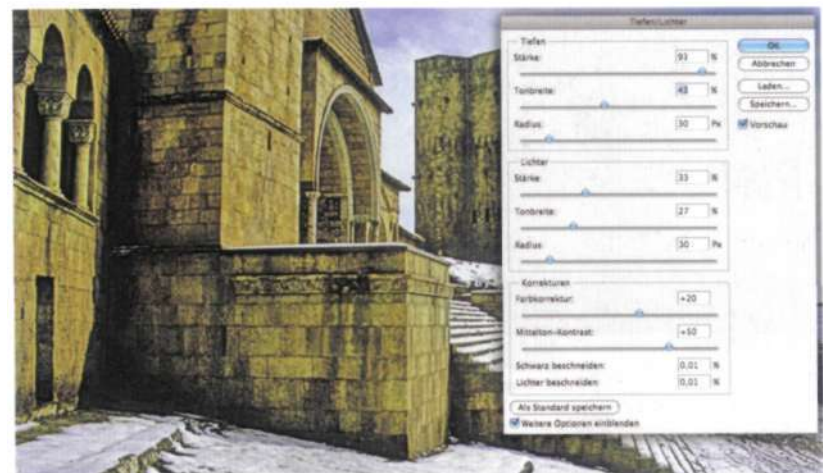 Tiefen/Lichter
Tiefen
Stärke: 93 %
Tonbreite: 43 %
Radius: 30 Px
Lichter
Stärke: 33 %
Tonbreite: 27 %
Radius: 30 Px
Korrekturen
Farbkorrektur: +20
Mittelton-Kontrast: +50
Schwarz beschneiden: 0,01 %
Lichter beschneiden: 0,01 %
Als Standard speichern
Weitere Optionen einblenden
OK
Abbrechen
Laden...
Speichern...
Vorschau